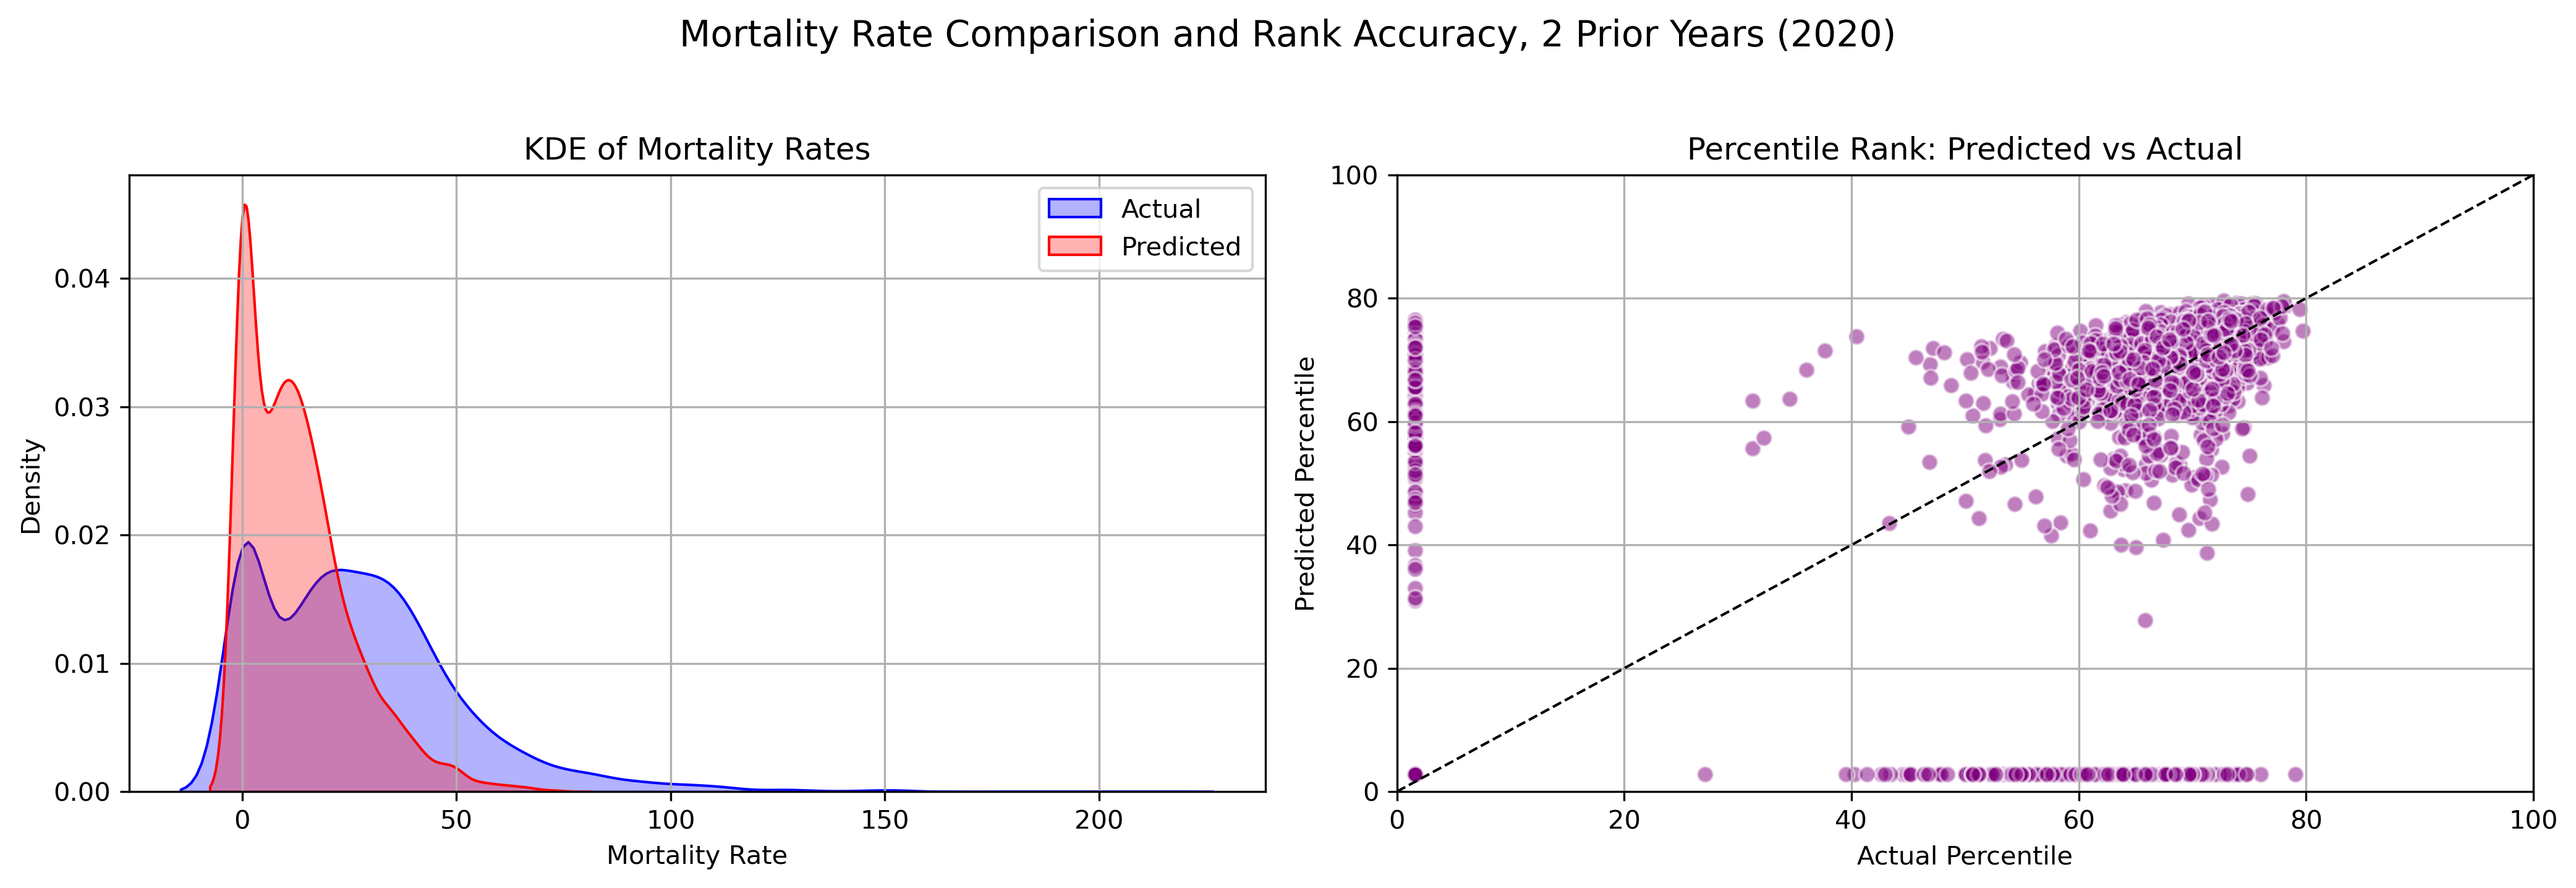 Mortality Rate Comparison and Rank Accuracy, 2 Prior Years (2020)
KDE of Mortality Rates
Actual
Predicted
Density
0.04
0.03
0.02
0.01
0.00
0 50 100 150 200
Mortality Rate
Percentile Rank: Predicted vs Actual
Predicted Percentile
100
80
60
40
20
0
0 20 40 60 80 100
Actual Percentile